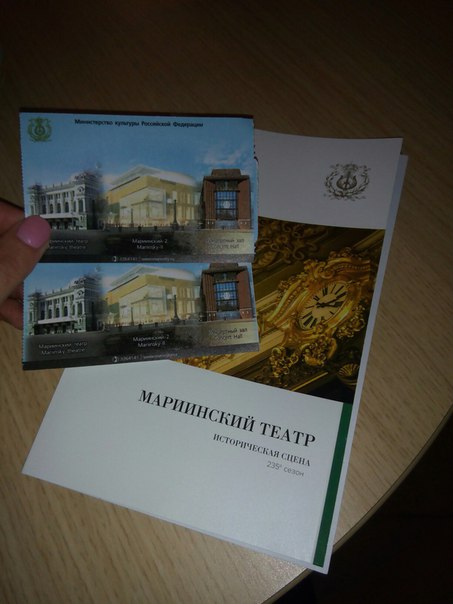 Министерство культуры Российской Федерации
Мариинский театр
Mariinsky theatre
Мариинский-2
Mariinsky II
Концертный зал
Concert Hall
Мариинский театр
Mariinsky theatre
Мариинский-2
Mariinsky II
Концертный зал
Concert Hall
МАРИИНСКИЙ ТЕАТР
ИСТОРИЧЕСКАЯ СЦЕНА
235й сезон